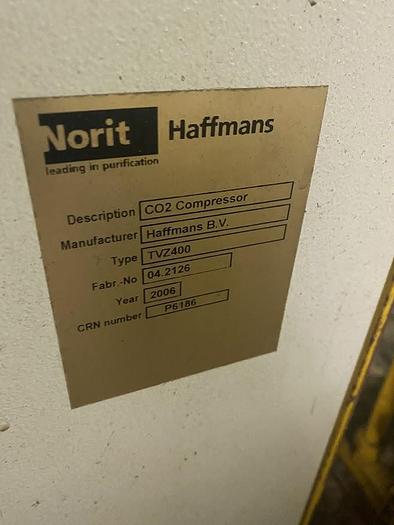 Norit Haffmans
leading in purification
Description CO2 Compressor
Manufacturer Haffmans B.V.
Type TVZ400
Fabr.-No 04.2126
Year 2006
CRN number P6186